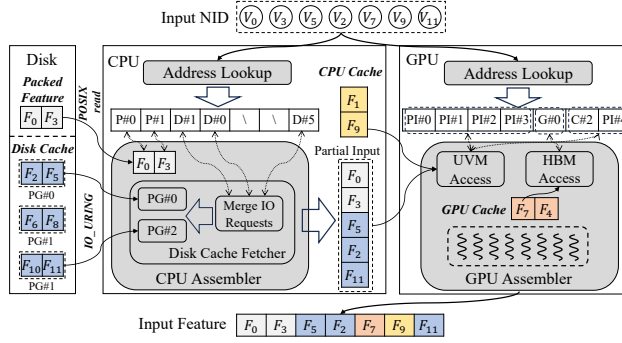 Input NID V0 V3 V5 V2 V7 V9 V11
Disk
Packed Feature
F0 F3
Disk Cache
F2 F5
PG#0
F6 F8
PG#1
F10 F11
PG#1
POSIX_read
IO_URING
CPU
Address Lookup
P#0 P#1 D#1 D#0 \ \ D#5
F0 F3
PG#0
PG#2
Merge IO
Requests
Disk Cache Fetcher
CPU Assembler
CPU Cache
F1
F9
Partial Input
F0
F3
F5
F2
F11
GPU
Address Lookup
PI#0 PI#1 PI#2 PI#3 G#0 C#2 PI#4
UVM
Access
HBM
Access
GPU Cache
F7 F4
GPU Assembler
Input Feature F0 F3 F5 F2 F7 F9 F11